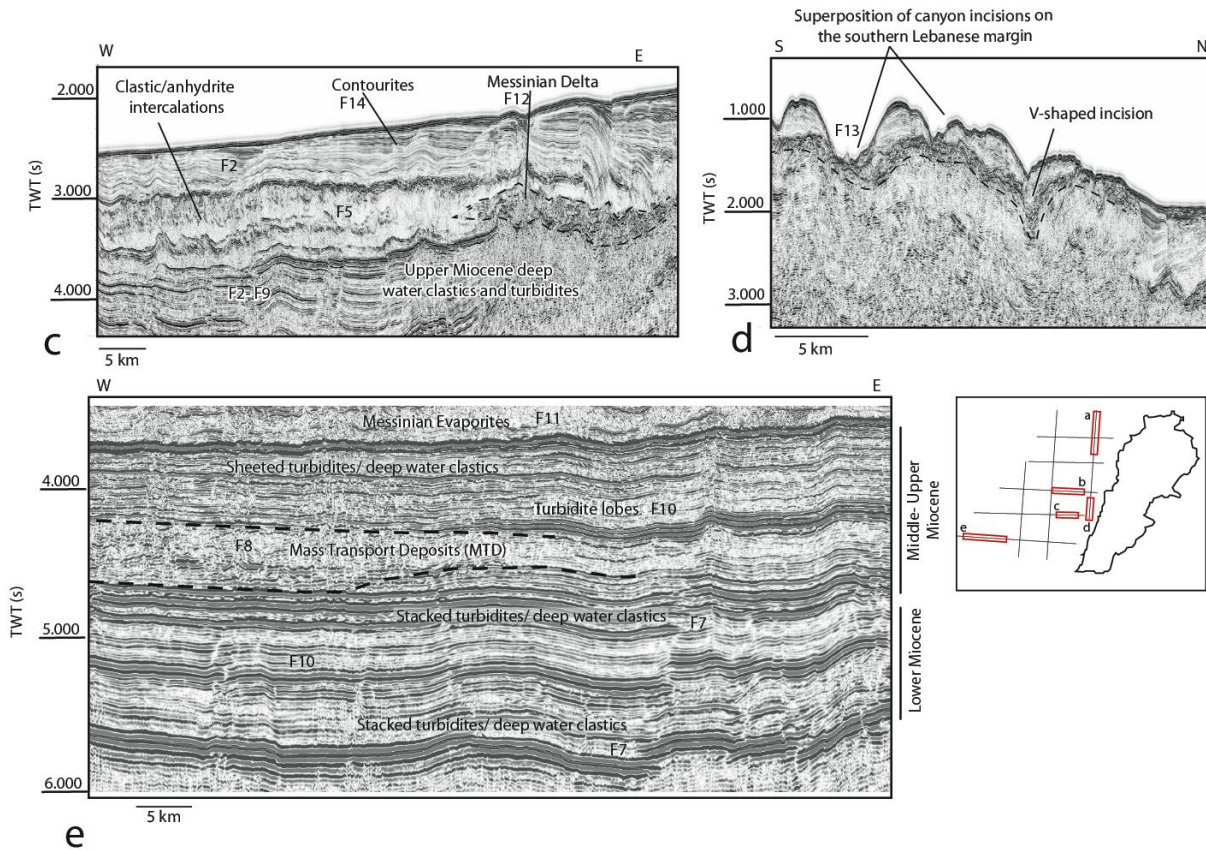 Superposition of canyon incisions on
the southern Lebanese margin
W
E
S
N
2.000
3.000
4.000
TWT (s)
Clastic/anhydrite
intercalations
Contourites
F14
Messinian Delta
F12
F2
F5
Upper Miocene deep
water clastics and turbidites
F2- F9
c
5 km
1.000
2.000
3.000
TWT (s)
F13
V-shaped incision
d
5 km
W
E
4.000
5.000
6.000
TWT (s)
Messinian Evaporites
F11
Sheeted turbidites/ deep water clastics
Turbidite lobes
F10
F8
Mass Transport Deposits (MTD)
Stacked turbidites/ deep water clastics
F7
F10
Stacked turbidites/ deep water clastics
F7
Middle- Upper
Miocene
Lower Miocene
e
5 km
a
b
c
d
e